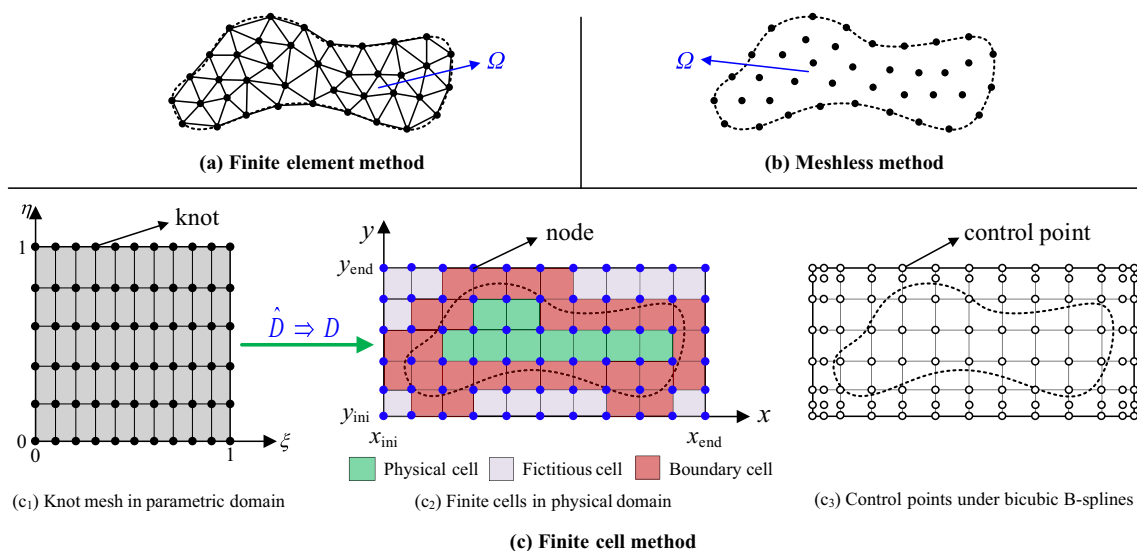 Ω
(a) Finite element method
Ω
(b) Meshless method
η
knot
1
0
0
1
ξ
(c₁) Knot mesh in parametric domain
D̂ ⇒ D
y
node
y_end
y_ini
x_ini
x_end
x
Physical cell Fictitious cell Boundary cell
(c₂) Finite cells in physical domain
control point
(c₃) Control points under bicubic B-splines
(c) Finite cell method